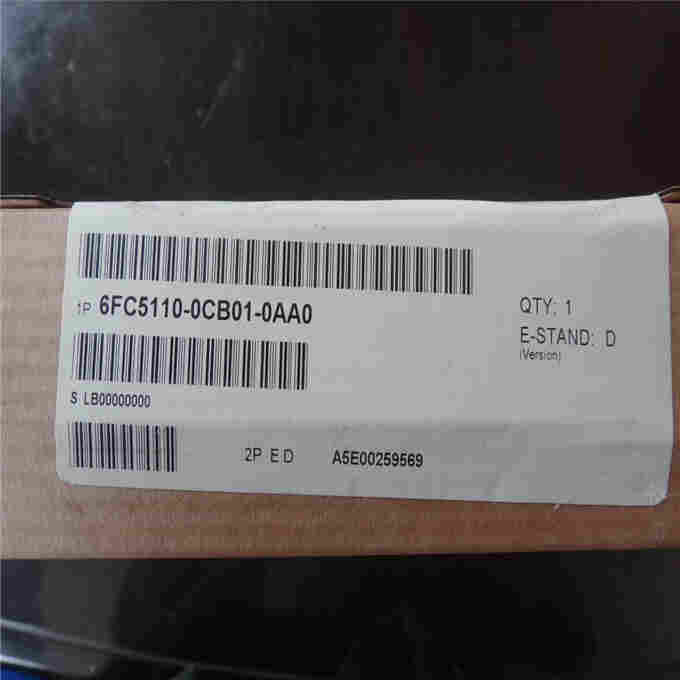 1P 6FC5110-0CB01-0AA0
QTY: 1
E-STAND: D
(Version)
S LB00000000
2P E D A5E00259569